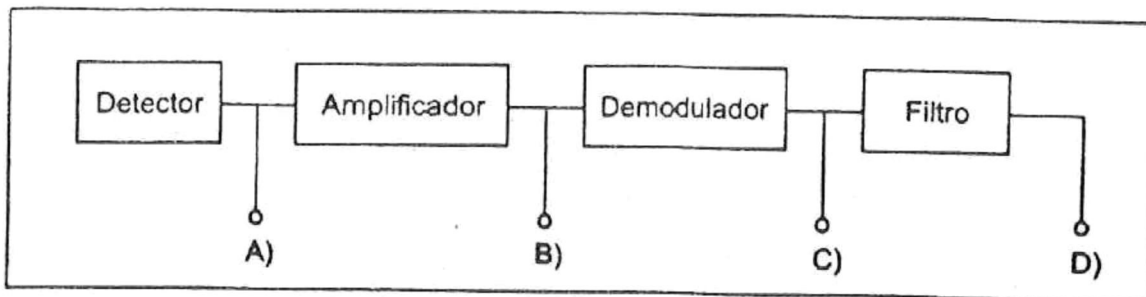 Detector
Amplificador
Demodulador
Filtro
A)
B)
C)
D)